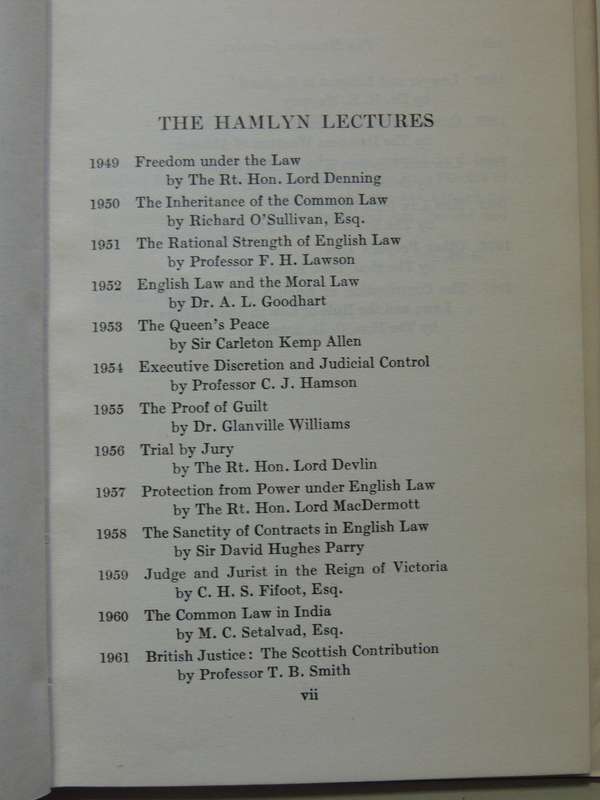 THE HAMLYN LECTURES
1949 Freedom under the Law
by The Rt. Hon. Lord Denning
1950 The Inheritance of the Common Law
by Richard O'Sullivan, Esq.
1951 The Rational Strength of English Law
by Professor F. H. Lawson
1952 English Law and the Moral Law
by Dr. A. L. Goodhart
1953 The Queen's Peace
by Sir Carleton Kemp Allen
1954 Executive Discretion and Judicial Control
by Professor C. J. Hamson
1955 The Proof of Guilt
by Dr. Glanville Williams
1956 Trial by Jury
by The Rt. Hon. Lord Devlin
1957 Protection from Power under English Law
by The Rt. Hon. Lord MacDermott
1958 The Sanctity of Contracts in English Law
by Sir David Hughes Parry
1959 Judge and Jurist in the Reign of Victoria
by C. H. S. Fifoot, Esq.
1960 The Common Law in India
by M. C. Setalvad, Esq.
1961 British Justice: The Scottish Contribution
by Professor T. B. Smith
vii